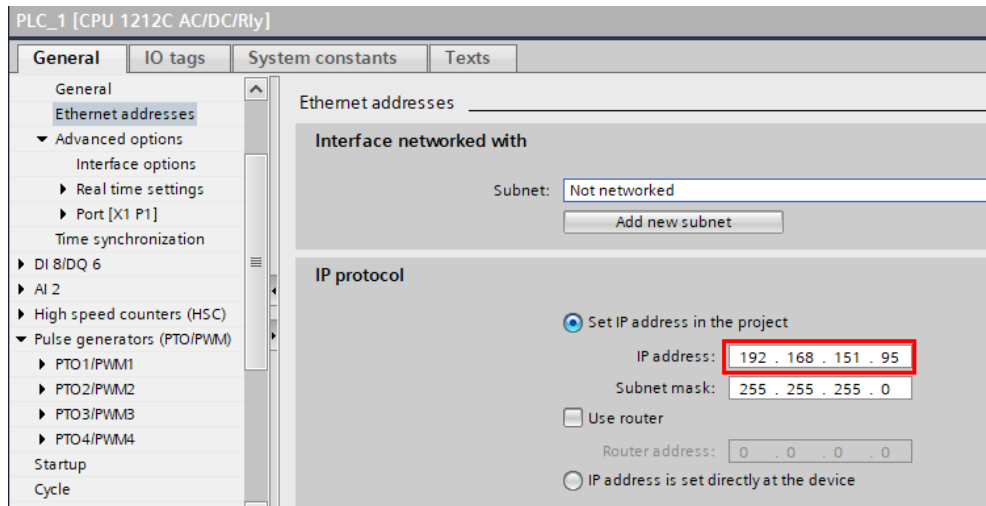 PLC_1 [CPU 1212C AC/DC/Rly]
General IO tags System constants Texts
General
Ethernet addresses
Advanced options
Interface options
Real time settings
Port [X1 P1]
Time synchronization
DI 8/DQ 6
AI 2
High speed counters (HSC)
Pulse generators (PTO/PWM)
PTO1/PWM1
PTO2/PWM2
PTO3/PWM3
PTO4/PWM4
Startup
Cycle
Ethernet addresses
Interface networked with
Subnet: Not networked
Add new subnet
IP protocol
Set IP address in the project
IP address: 192 . 168 . 151 . 95
Subnet mask: 255 . 255 . 255 . 0
Use router
Router address: 0 . 0 . 0 . 0
IP address is set directly at the device